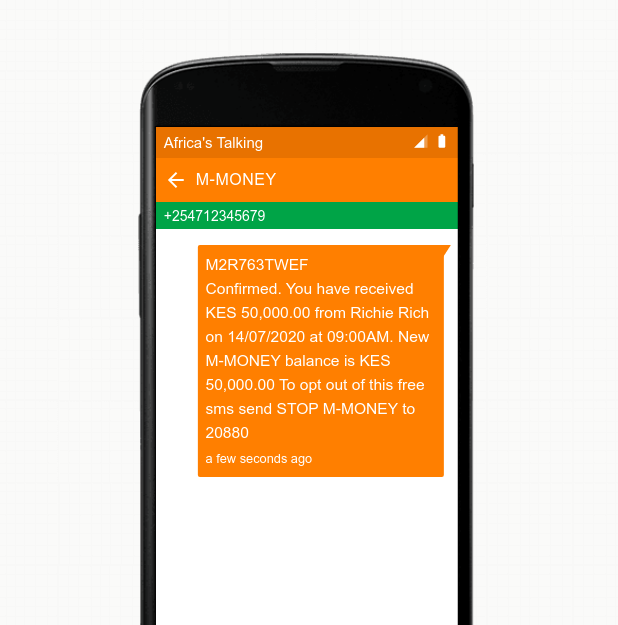 Africa's Talking
M-MONEY
+254712345679
M2R763TWEF
Confirmed. You have received
KES 50,000.00 from Richie Rich
on 14/07/2020 at 09:00AM. New
M-MONEY balance is KES
50,000.00 To opt out of this free
sms send STOP M-MONEY to
20880
a few seconds ago